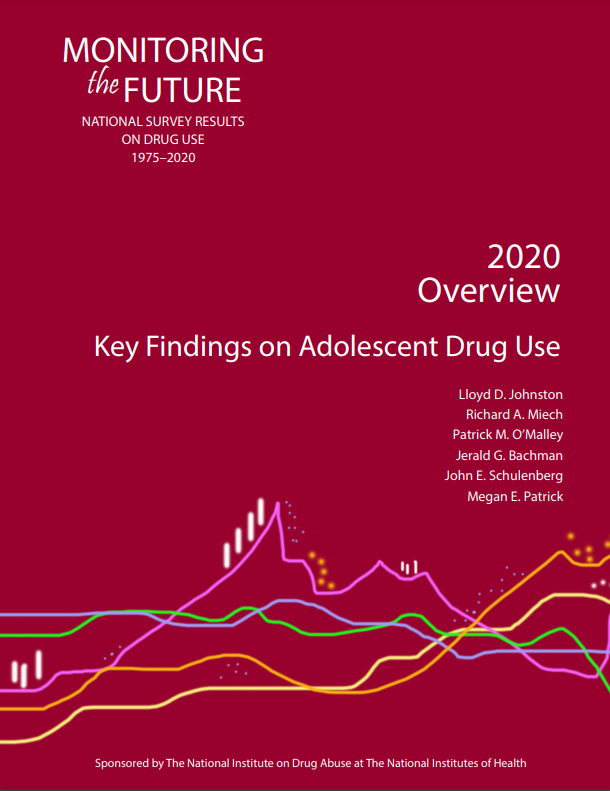 MONITORING
the FUTURE
NATIONAL SURVEY RESULTS
ON DRUG USE
1975–2020
2020
Overview
Key Findings on Adolescent Drug Use
Lloyd D. Johnston
Richard A. Miech
Patrick M. O’Malley
Jerald G. Bachman
John E. Schulenberg
Megan E. Patrick
Sponsored by The National Institute on Drug Abuse at The National Institutes of Health